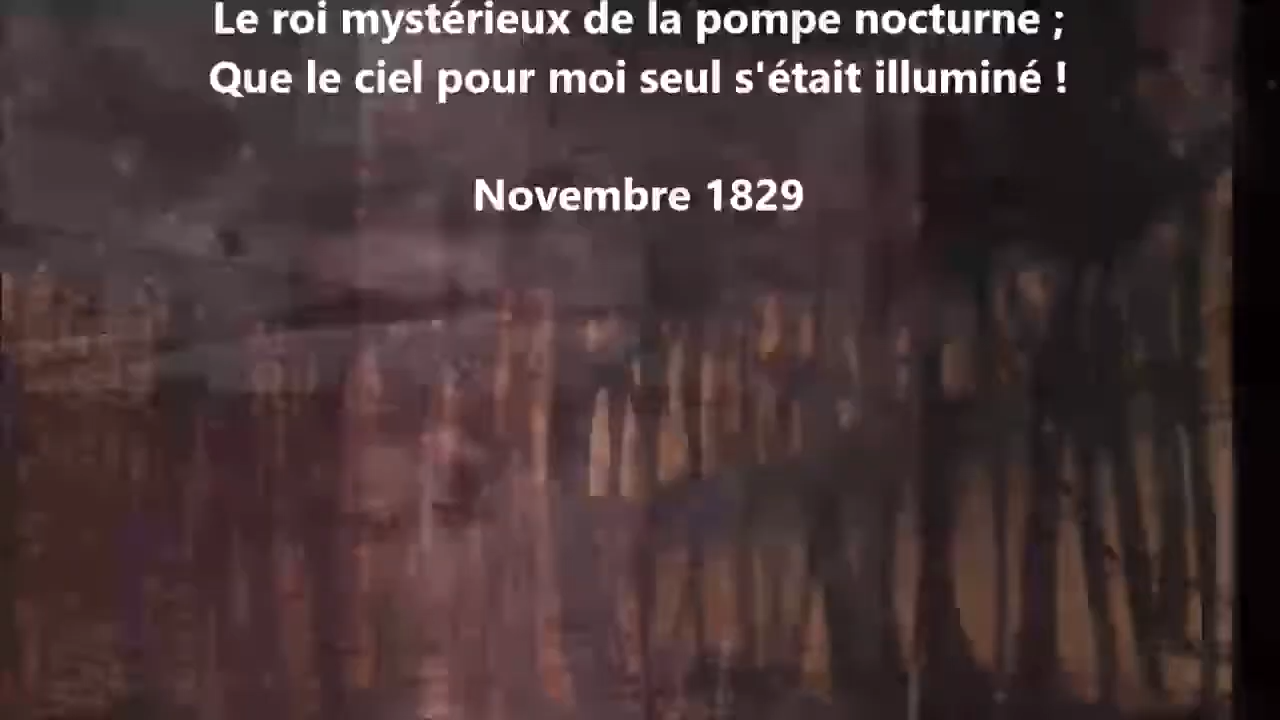 Le roi mystérieux de la pompe nocturne ;
Que le ciel pour moi seul s'était illuminé !
Novembre 1829